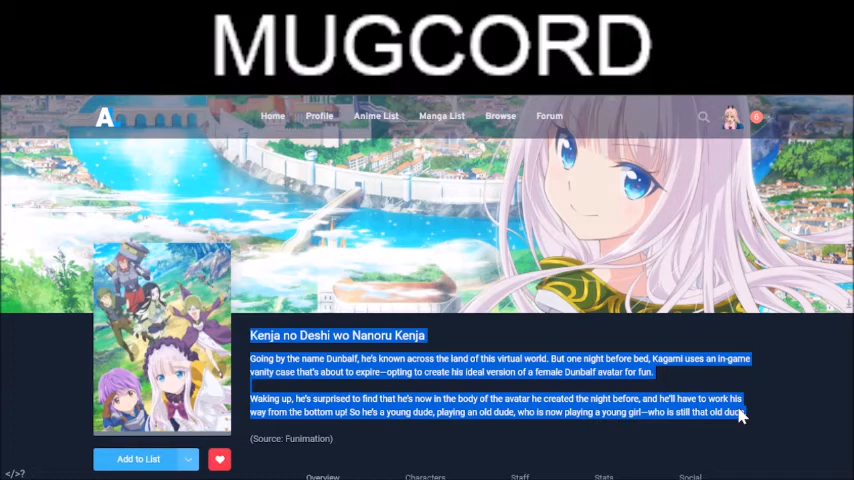 MUGCORD
A
Home Profile Anime List Manga List Browse Forum 6
Kenja no Deshi wo Nanoru Kenja
Going by the name Dunbalf, he's known across the land of this virtual world. But one night before bed, Kagami uses an in-game
vanity case that's about to expire—opting to create his ideal version of a female Dunbalf avatar for fun.
Waking up, he's surprised to find that he's now in the body of the avatar he created the night before, and he'll have to work his
way from the bottom up! So he's a young dude, playing an old dude, who is now playing a young girl—who is still that old dude.
(Source: Funimation)
Add to List
</>?
Overview Characters Staff Stats Social